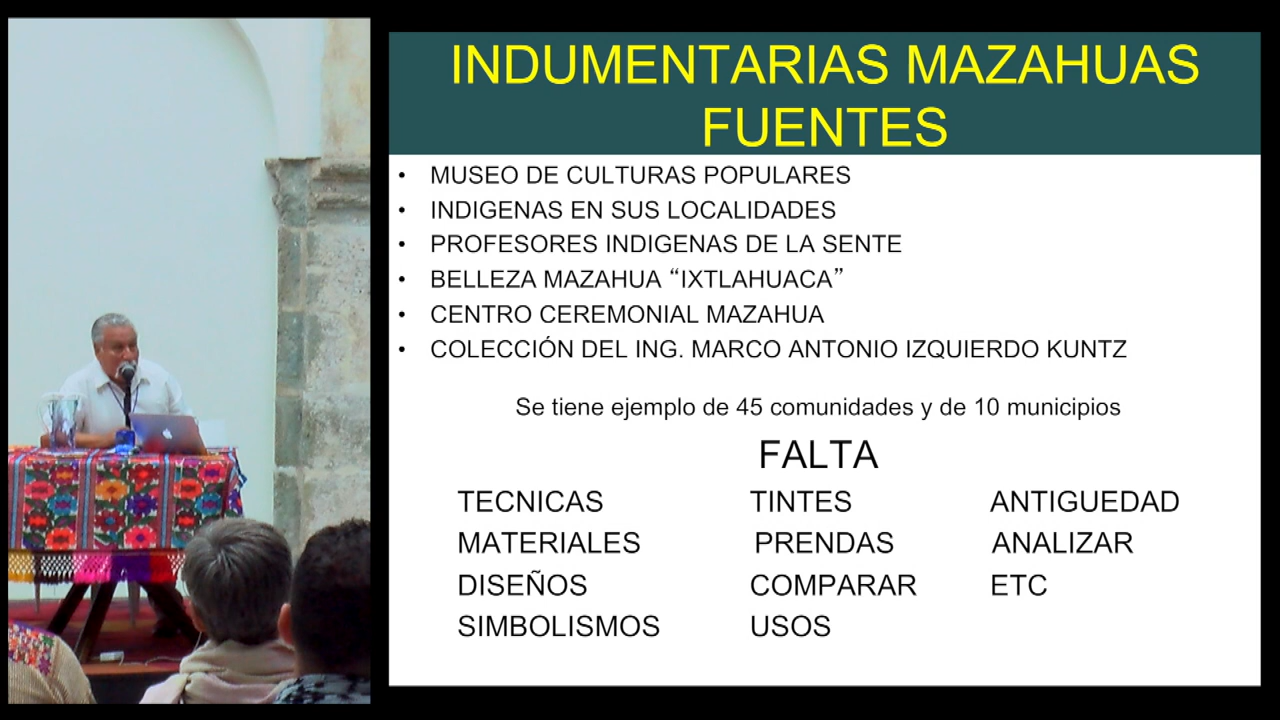 INDUMENTARIAS MAZAHUAS
FUENTES
• MUSEO DE CULTURAS POPULARES
• INDIGENAS EN SUS LOCALIDADES
• PROFESORES INDIGENAS DE LA SENTE
• BELLEZA MAZAHUA “IXTLAHUACA”
• CENTRO CEREMONIAL MAZAHUA
• COLECCIÓN DEL ING. MARCO ANTONIO IZQUIERDO KUNTZ
Se tiene ejemplo de 45 comunidades y de 10 municipios
FALTA
TECNICAS TINTES ANTIGUEDAD
MATERIALES PRENDAS ANALIZAR
DISEÑOS COMPARAR ETC
SIMBOLISMOS USOS